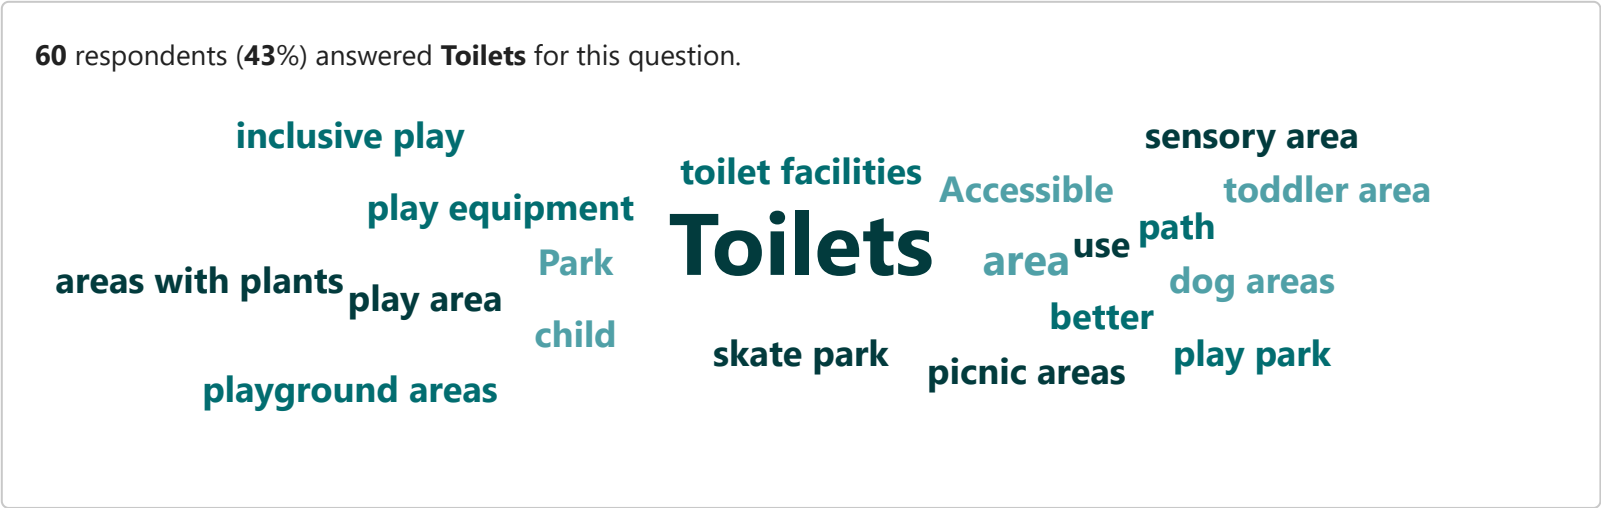 60 respondents (43%) answered Toilets for this question.
inclusive play
sensory area
toilet facilities
Accessible
toddler area
play equipment
path
Toilets
use
Park
area
areas with plants
dog areas
play area
better
child
skate park
play park
picnic areas
playground areas